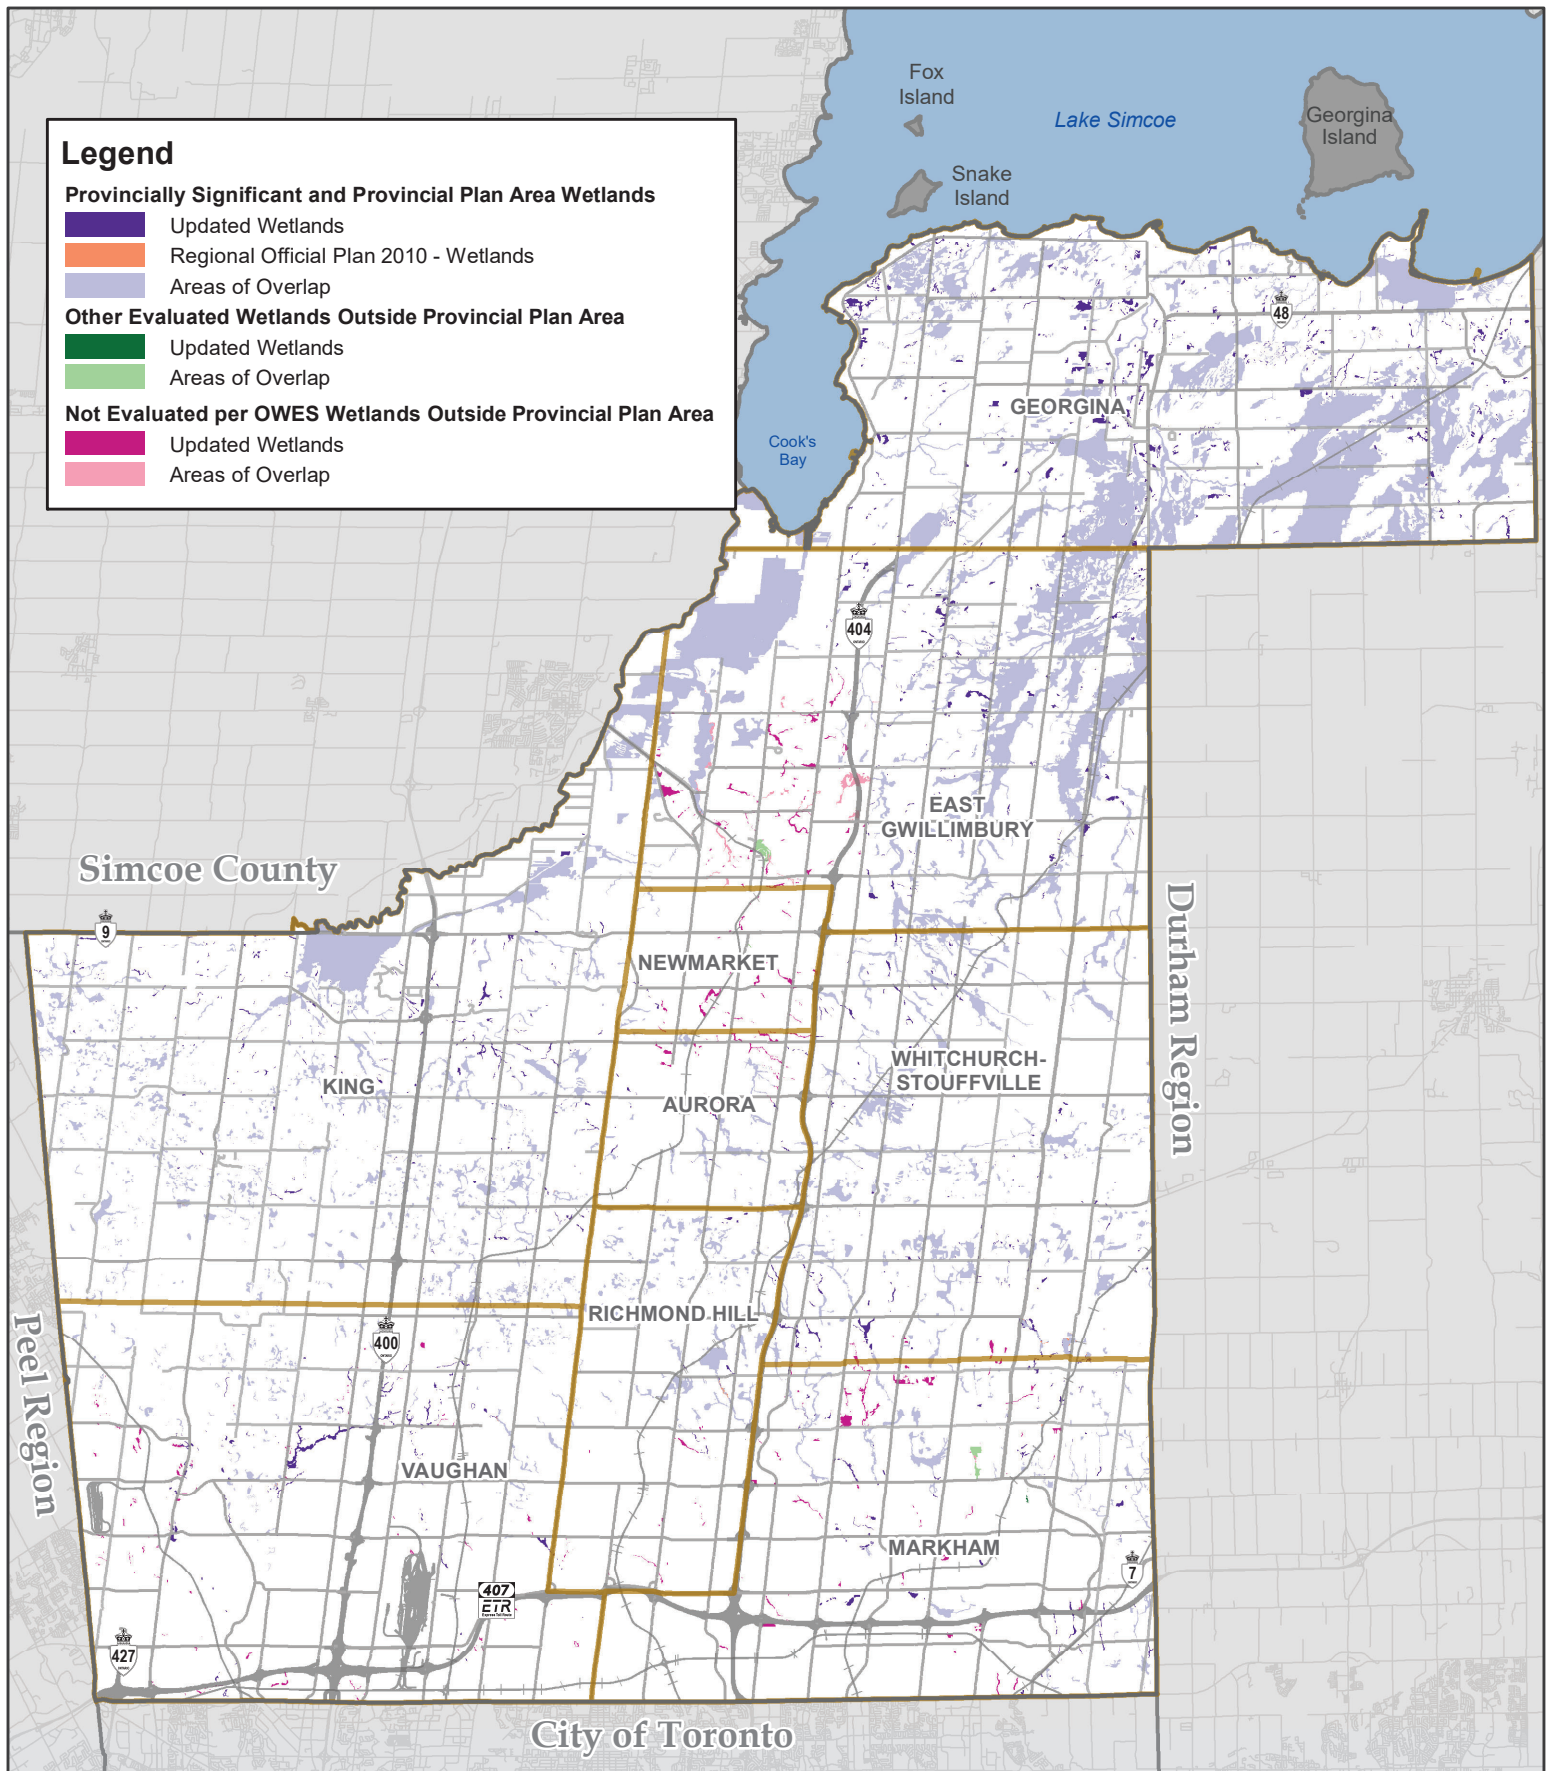 Fox
Island
Lake Simcoe
Georgina
Island
Snake
Island
Legend
Provincially Significant and Provincial Plan Area Wetlands
Updated Wetlands
Regional Official Plan 2010 - Wetlands
Areas of Overlap
Other Evaluated Wetlands Outside Provincial Plan Area
Updated Wetlands
Areas of Overlap
Not Evaluated per OWES Wetlands Outside Provincial Plan Area
Updated Wetlands
Areas of Overlap
48
GEORGINA
Cook's
Bay
404
EAST
GWILLIMBURY
Simcoe County
Durham Region
9
NEWMARKET
WHITCHURCH-
STOUFFVILLE
KING
AURORA
RICHMOND HILL
Peel Region
400
VAUGHAN
MARKHAM
7
407
ETR
Express Toll Route
427
City of Toronto